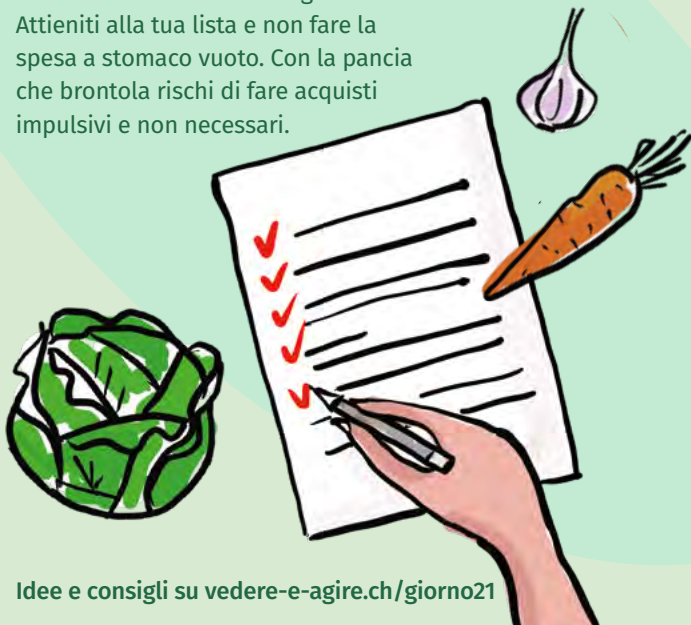 Attieniti alla tua lista e non fare la
spesa a stomaco vuoto. Con la pancia
che brontola rischi di fare acquisti
impulsivi e non necessari.
Idee e consigli su vedere-e-agire.ch/giorno21